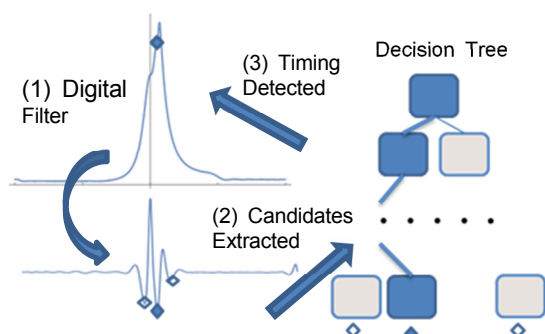 (1) Digital
Filter
(3) Timing
Detected
Decision Tree
(2) Candidates
Extracted